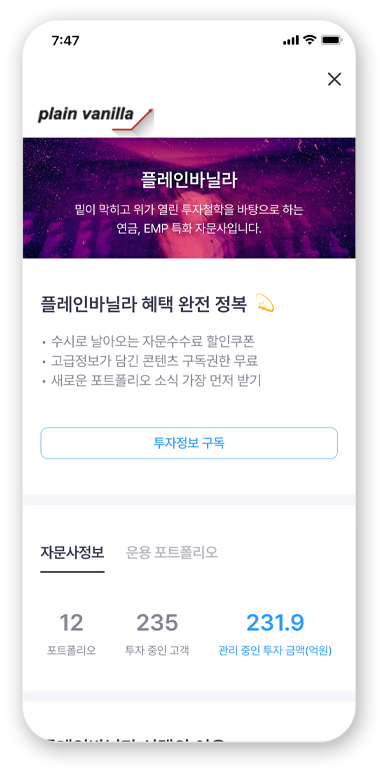 7:47
plain vanilla
플레인바닐라
밑이 막히고 위가 열린 투자철학을 바탕으로 하는
연금, EMP 특화 자문사입니다.
플레인바닐라 혜택 완전 정복
• 수시로 날아오는 자문수수료 할인쿠폰
• 고급정보가 담긴 콘텐츠 구독권한 무료
• 새로운 포트폴리오 소식 가장 먼저 받기
투자정보 구독
자문사정보 운용 포트폴리오
12 235 231.9
포트폴리오 투자 중인 고객 관리 중인 투자 금액(억원)